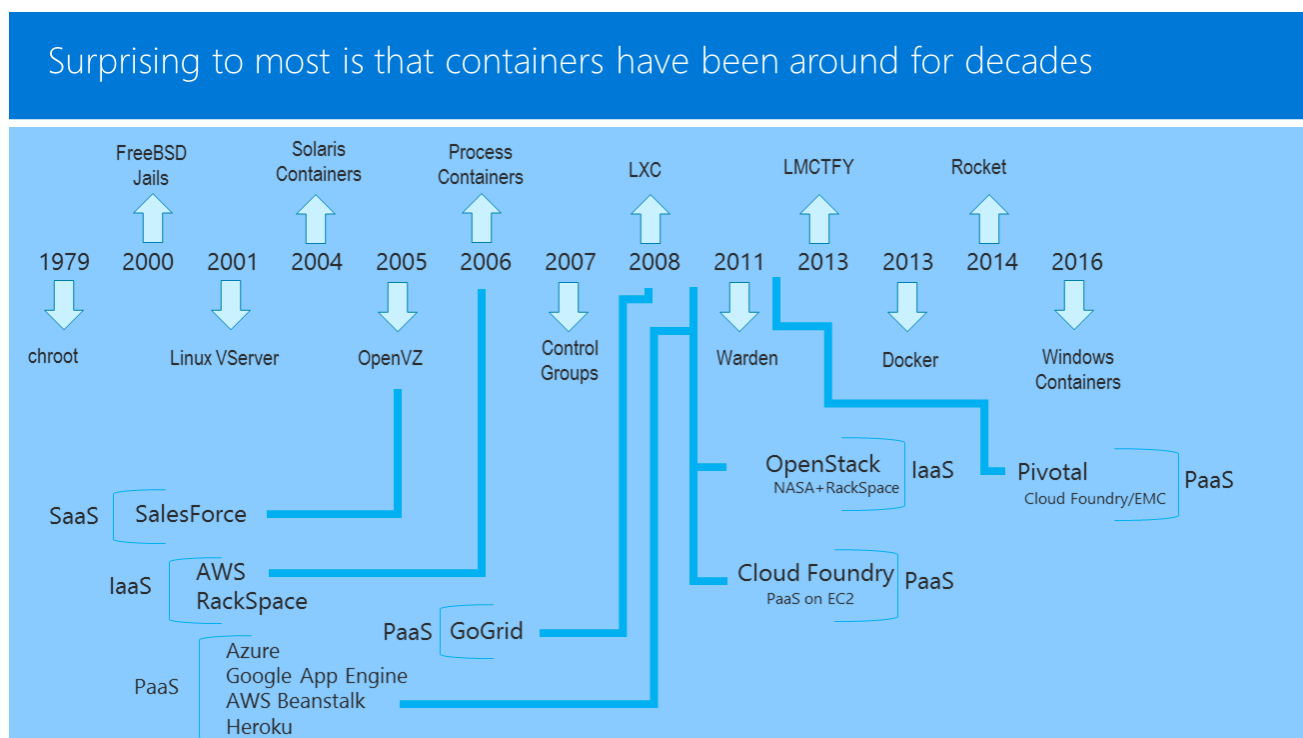 Surprising to most is that containers have been around for decades
FreeBSD
Jails
Solaris
Containers
Process
Containers
LXC
LMCTFY
Rocket
1979 2000 2001 2004 2005 2006 2007 2008 2011 2013 2013 2014 2016
chroot
Linux VServer
OpenVZ
Control
Groups
Warden
Docker
Windows
Containers
SaaS
SalesForce
IaaS
AWS
RackSpace
PaaS
GoGrid
PaaS
Azure
Google App Engine
AWS Beanstalk
Heroku
OpenStack
NASA+RackSpace
IaaS
Cloud Foundry
PaaS on EC2
PaaS
Pivotal
Cloud Foundry/EMC
PaaS